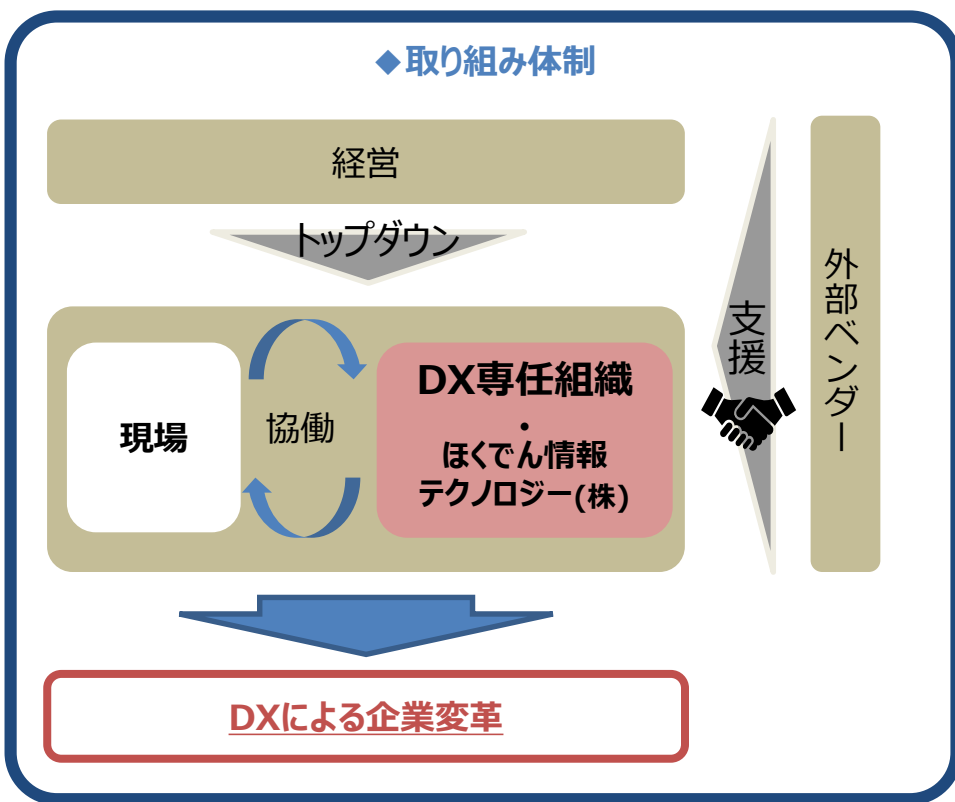 ◆取り組み体制
経営
トップダウン
現場
協働
DX専任組織
・
ほくでん情報
テクノロジー(株)
支援
外部ベンダー
DXによる企業変革